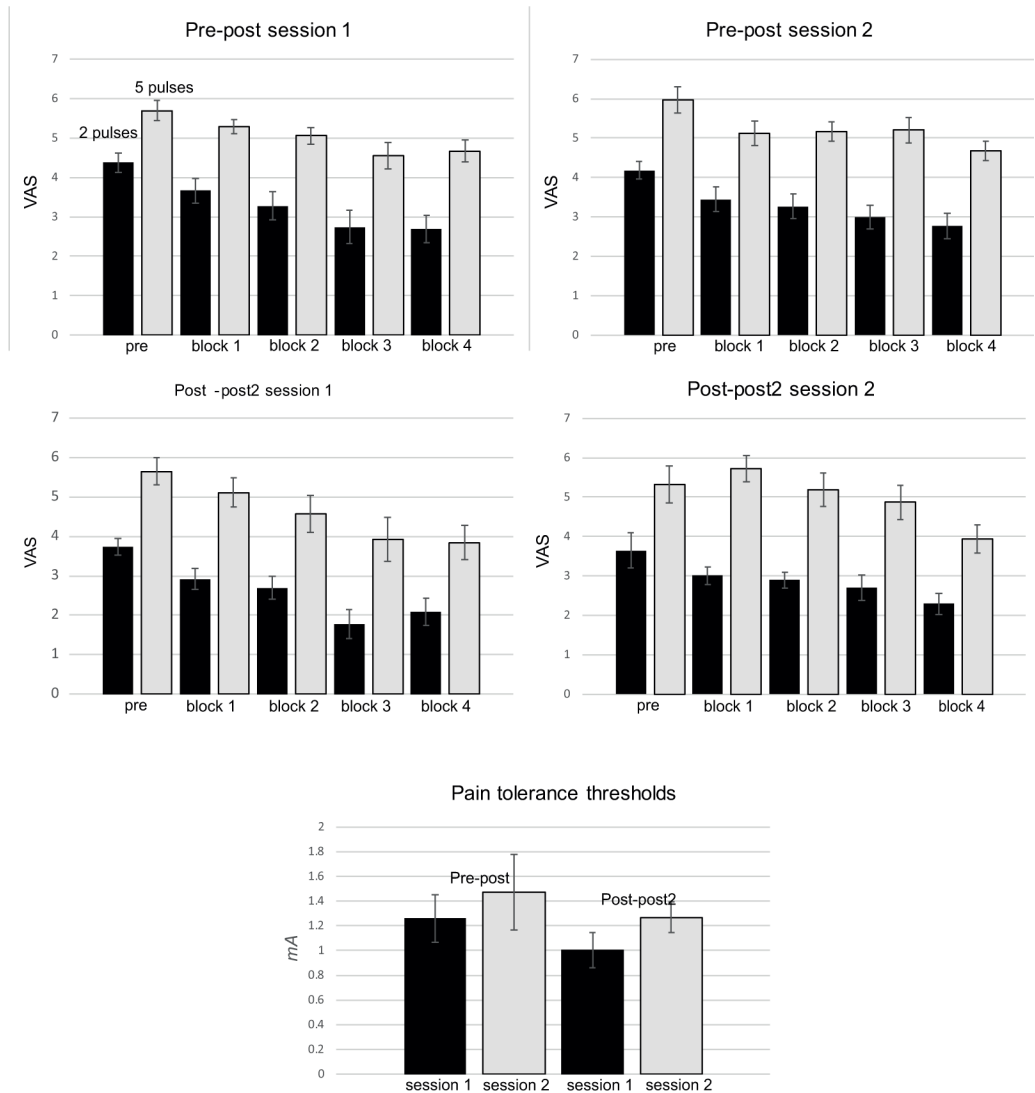 Pre-post session 1
7
6
5
4
3
2
1
0
VAS
5 pulses
2 pulses
pre block 1 block 2 block 3 block 4
Pre-post session 2
7
6
5
4
3
2
1
0
VAS
pre block 1 block 2 block 3 block 4
Post -post2 session 1
7
6
5
4
3
2
1
0
VAS
pre block 1 block 2 block 3 block 4
Post-post2 session 2
7
6
5
4
3
2
1
0
VAS
pre block 1 block 2 block 3 block 4
Pain tolerance thresholds
2
1.8
1.6
1.4
1.2
1
0.8
0.6
0.4
0.2
0
mA
Pre-post
Post-post2
session 1 session 2 session 1 session 2